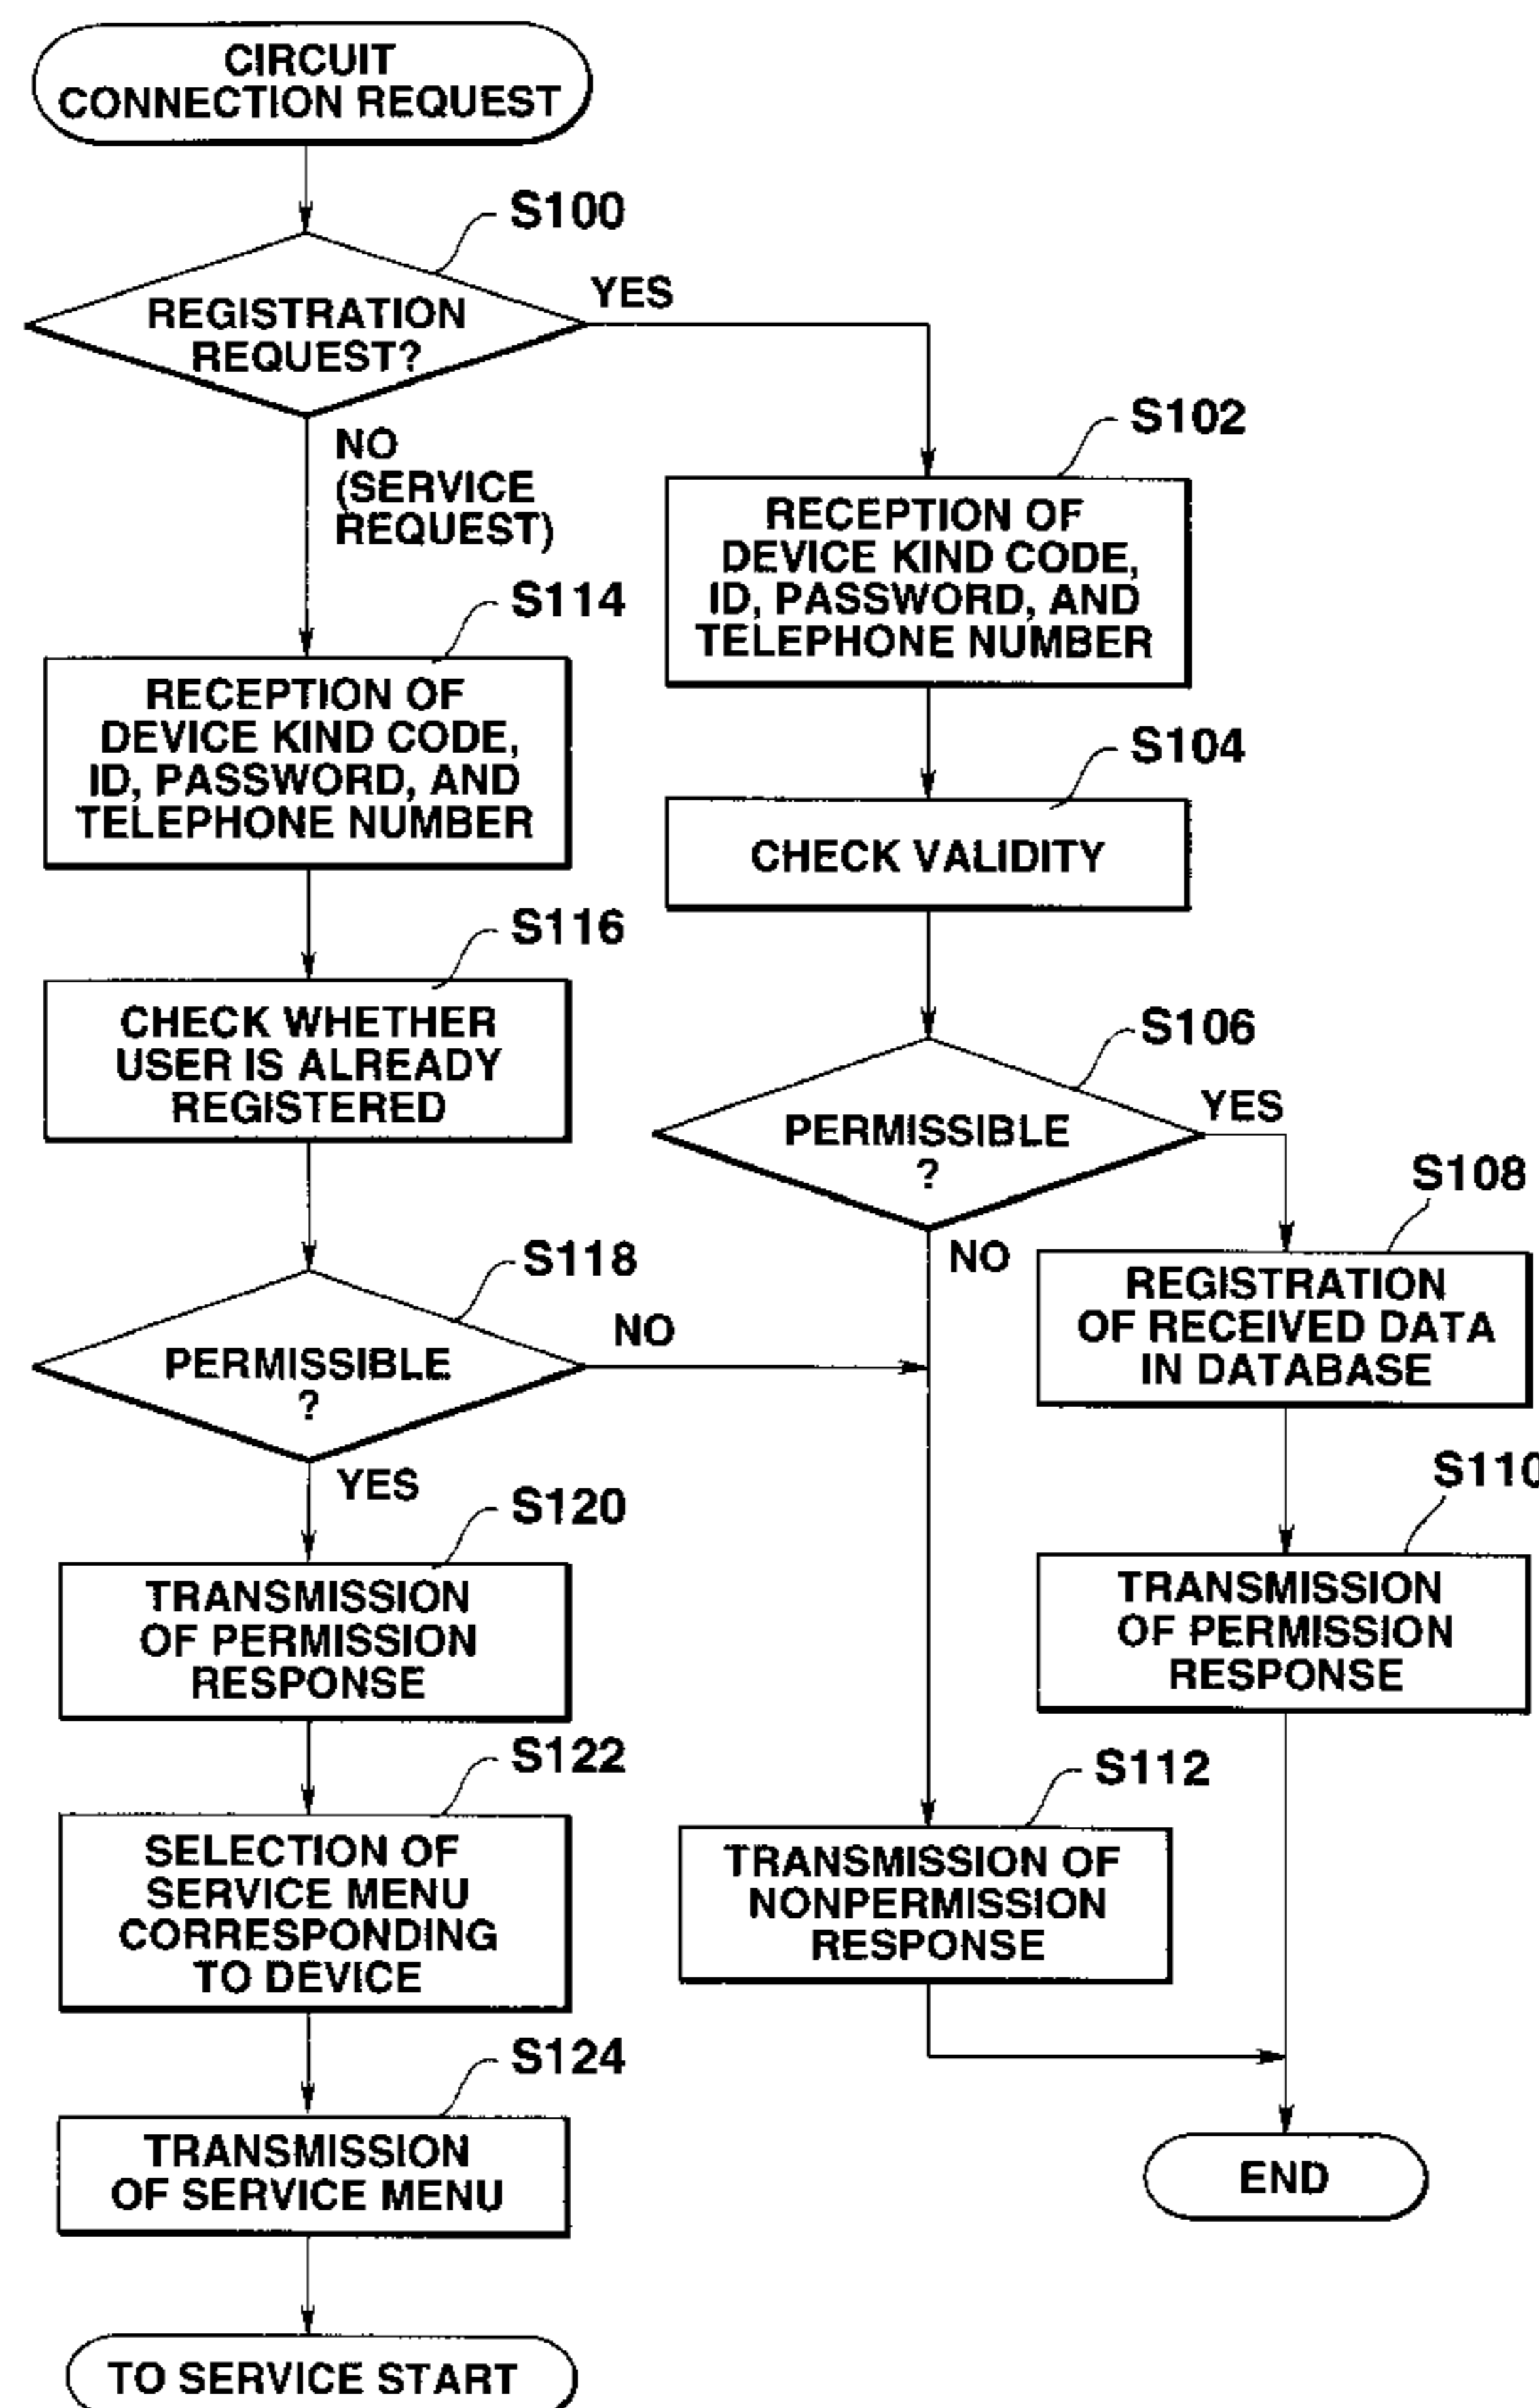 CIRCUIT
CONNECTION REQUEST
S100
REGISTRATION
REQUEST?
YES
NO
(SERVICE
REQUEST)
S102
RECEPTION OF
DEVICE KIND CODE,
ID, PASSWORD, AND
TELEPHONE NUMBER
S104
CHECK VALIDITY
S106
PERMISSIBLE
?
YES
NO
S108
REGISTRATION
OF RECEIVED DATA
IN DATABASE
S110
TRANSMISSION
OF PERMISSION
RESPONSE
S112
TRANSMISSION OF
NONPERMISSION
RESPONSE
END
S114
RECEPTION OF
DEVICE KIND CODE,
ID, PASSWORD, AND
TELEPHONE NUMBER
S116
CHECK WHETHER
USER IS ALREADY
REGISTERED
S118
PERMISSIBLE
?
NO
YES
S120
TRANSMISSION
OF PERMISSION
RESPONSE
S122
SELECTION OF
SERVICE MENU
CORRESPONDING
TO DEVICE
S124
TRANSMISSION
OF SERVICE MENU
TO SERVICE START